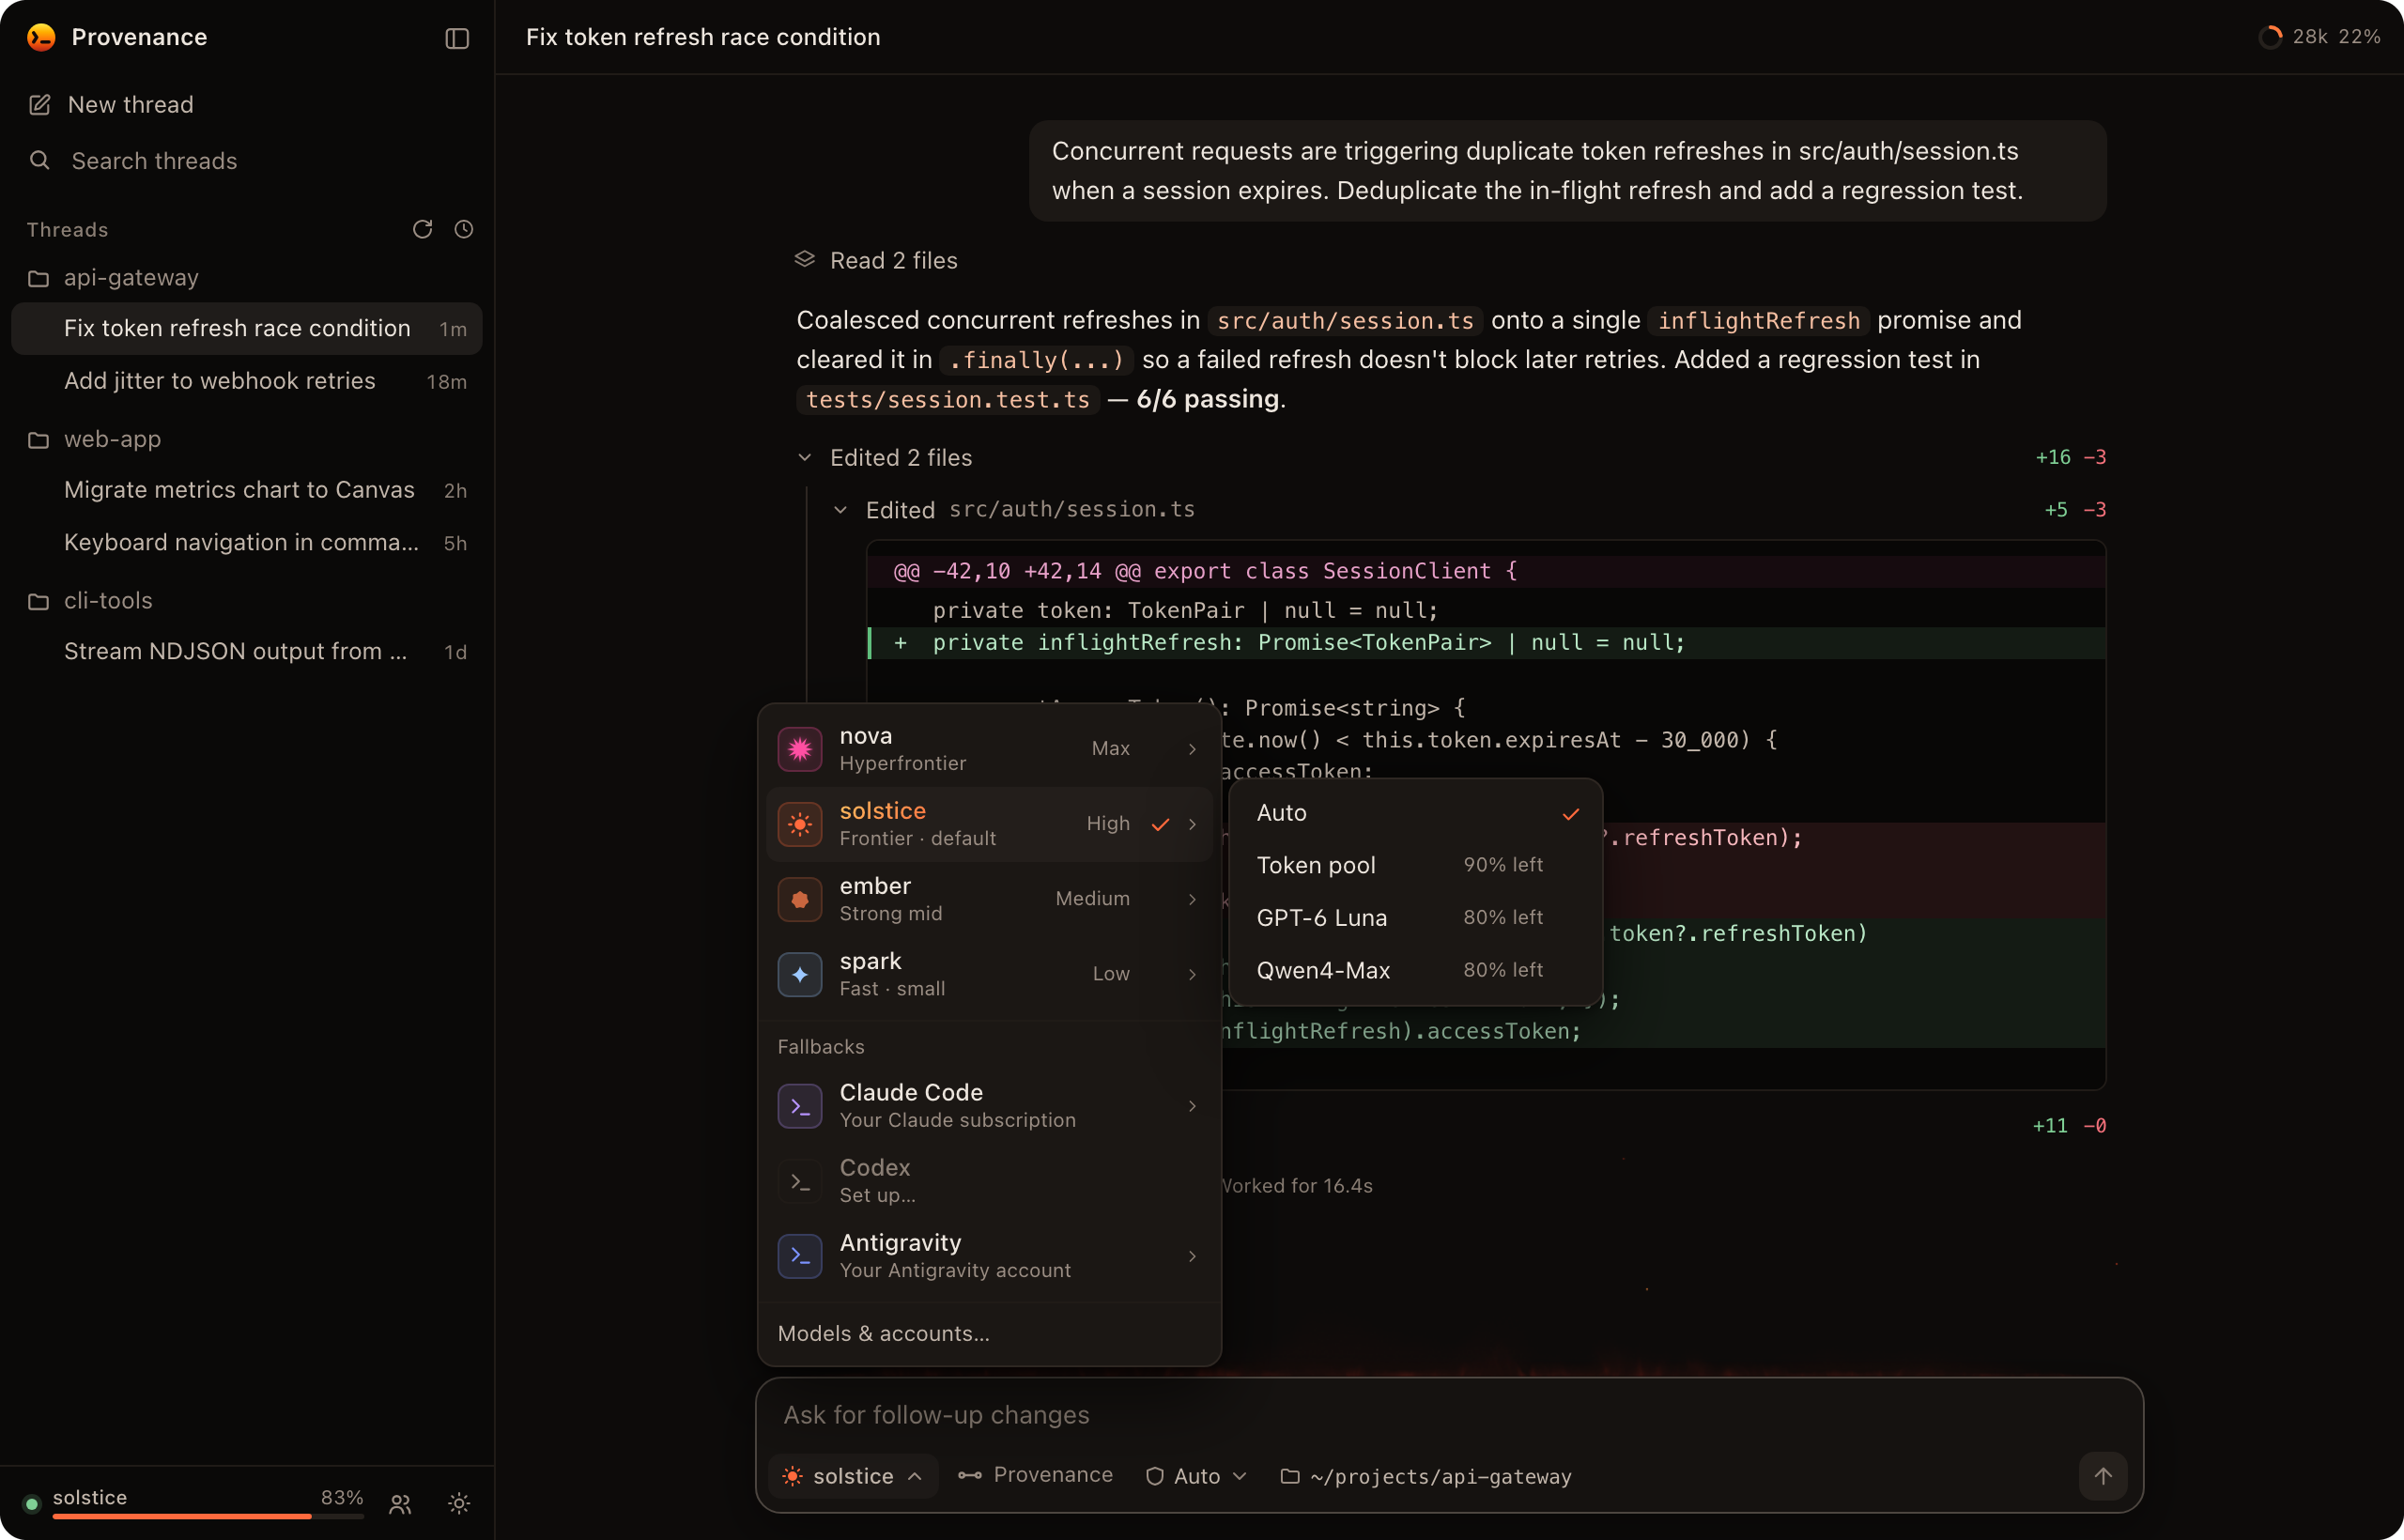 Provenance
New thread
Search threads
Threads
api-gateway
Fix token refresh race condition 1m
Add jitter to webhook retries 18m
web-app
Migrate metrics chart to Canvas 2h
Keyboard navigation in comma... 5h
cli-tools
Stream NDJSON output from ... 1d
solstice 83%
Fix token refresh race condition
28k 22%
Concurrent requests are triggering duplicate token refreshes in src/auth/session.ts
when a session expires. Deduplicate the in-flight refresh and add a regression test.
Read 2 files
Coalesced concurrent refreshes in src/auth/session.ts onto a single inflightRefresh promise and
cleared it in .finally(...) so a failed refresh doesn't block later retries. Added a regression test in
tests/session.test.ts — 6/6 passing.
Edited 2 files +16 −3
Edited src/auth/session.ts +5 −3
@@ −42,10 +42,14 @@ export class SessionClient {
private token: TokenPair | null = null;
+ private inflightRefresh: Promise<TokenPair> | null = null;
: Promise<string> {
.now() < this.token.expiresAt − 30_000) {
accessToken;
.refreshToken);
token?.refreshToken)
);
nflightRefresh).accessToken;
+11 −0
Worked for 16.4s
nova
Hyperfrontier
Max
solstice
Frontier · default
High
ember
Strong mid
Medium
spark
Fast · small
Low
Fallbacks
Claude Code
Your Claude subscription
Codex
Set up...
Antigravity
Your Antigravity account
Models & accounts...
Auto
Token pool 90% left
GPT-6 Luna 80% left
Qwen4-Max 80% left
Ask for follow-up changes
solstice Provenance Auto ~/projects/api-gateway